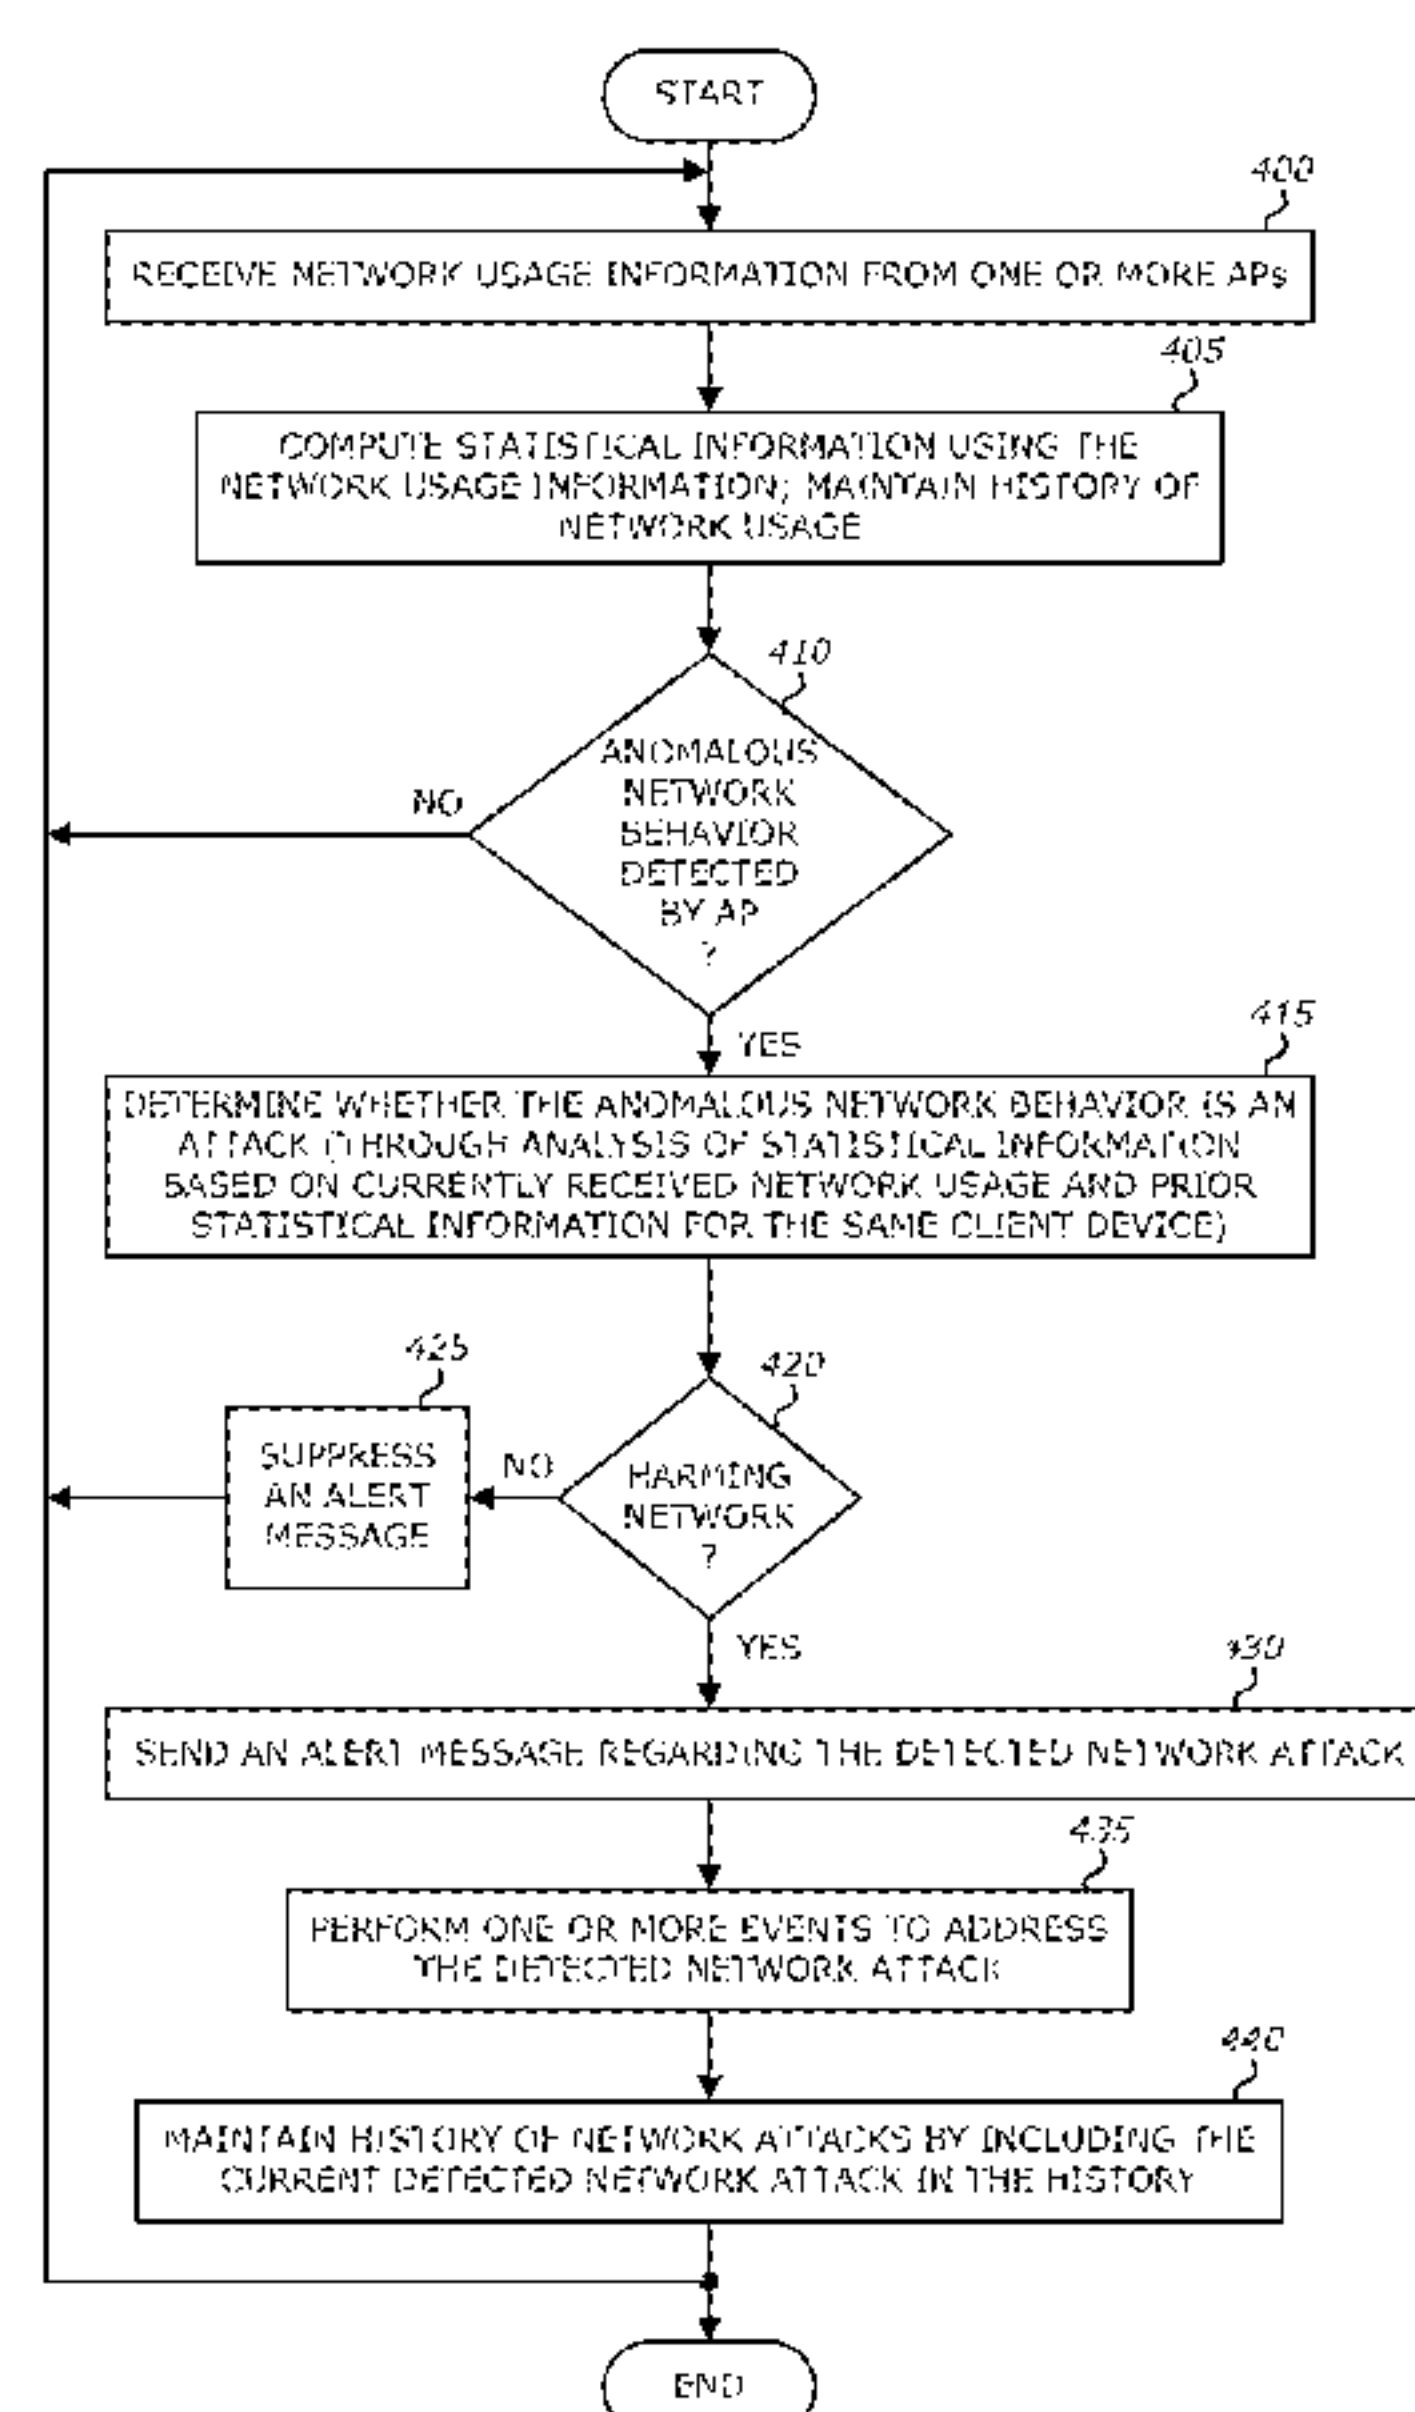 START
400
RECEIVE NETWORK USAGE INFORMATION FROM ONE OR MORE APs
405
COMPUTE STATISTICAL INFORMATION USING THE
NETWORK USAGE INFORMATION; MAINTAIN HISTORY OF
NETWORK USAGE
410
ANOMALOUS
NETWORK
BEHAVIOR
DETECTED
BY AP
?
NO
YES
415
DETERMINE WHETHER THE ANOMALOUS NETWORK BEHAVIOR IS AN
ATTACK (THROUGH ANALYSIS OF STATISTICAL INFORMATION
BASED ON CURRENTLY RECEIVED NETWORK USAGE AND PRIOR
STATISTICAL INFORMATION FOR THE SAME CLIENT DEVICE)
425
SUPPRESS
AN ALERT
MESSAGE
NO
420
HARMING
NETWORK
?
YES
430
SEND AN ALERT MESSAGE REGARDING THE DETECTED NETWORK ATTACK
435
PERFORM ONE OR MORE EVENTS TO ADDRESS
THE DETECTED NETWORK ATTACK
440
MAINTAIN HISTORY OF NETWORK ATTACKS BY INCLUDING THE
CURRENT DETECTED NETWORK ATTACK IN THE HISTORY
END